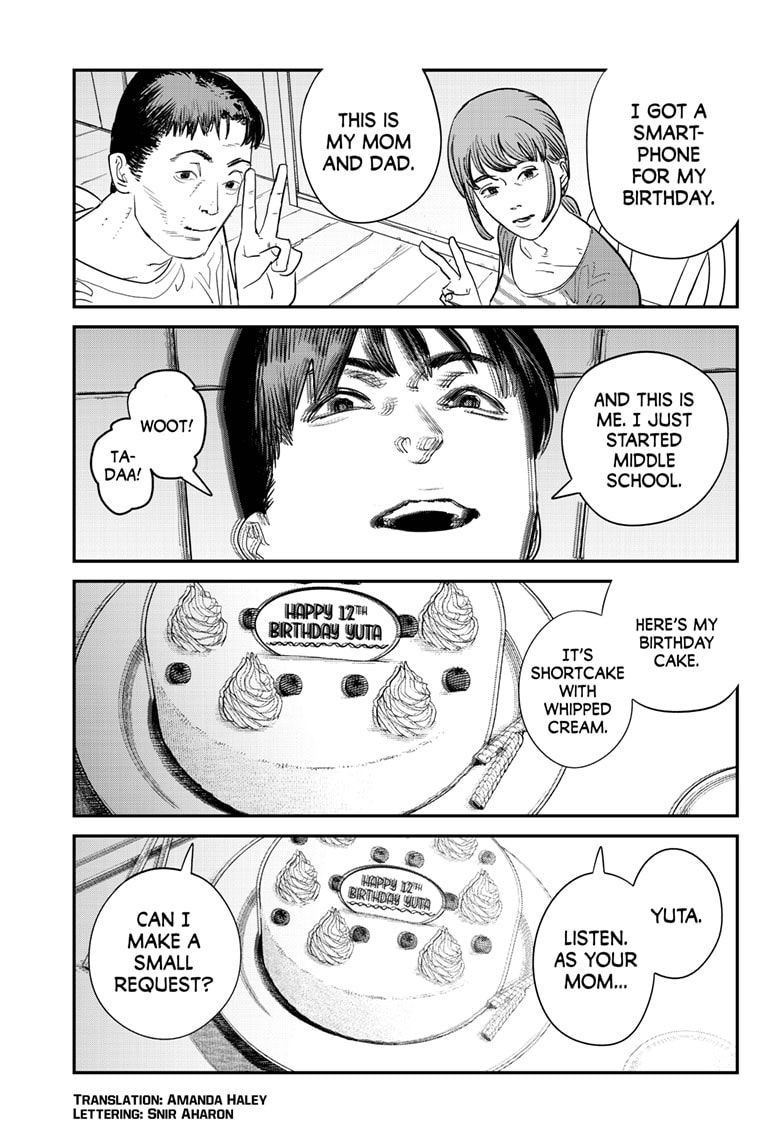 I GOT A
SMART-
PHONE
FOR MY
BIRTHDAY.
THIS IS
MY MOM
AND DAD.
AND THIS IS
ME. I JUST
STARTED
MIDDLE
SCHOOL.
WOOT!
TA-
DAA!
HERE'S MY
BIRTHDAY
CAKE.
IT'S
SHORTCAKE
WITH
WHIPPED
CREAM.
HAPPY 12TH
BIRTHDAY YUTA
YUTA.
LISTEN.
AS YOUR
MOM...
HAPPY 12TH
BIRTHDAY YUTA
CAN I
MAKE A
SMALL
REQUEST?
TRANSLATION: AMANDA HALEY
LETTERING: SNIR AHARON